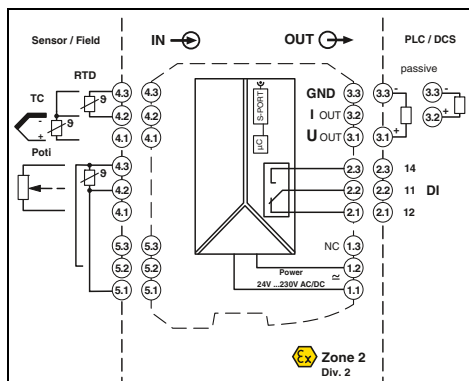 Sensor / Field
IN
OUT
PLC / DCS
RTD
TC
- ϑ
+
ϑ
Poti
ϑ
4.3
4.2
4.1
4.3
4.2
4.1
5.3
5.2
5.1
4.3
4.2
4.1
5.3
5.2
5.1
S-PORT
µC
GND
I OUT
U OUT
3.3
3.2
3.1
2.3
2.2
2.1
NC
1.3
1.2
1.1
Power
24V ...230V AC/DC
≃
passive
3.3 -
3.1 +
3.3 -
3.2 +
2.3 14
2.2 11 DI
2.1 12
Ex Zone 2
Div. 2